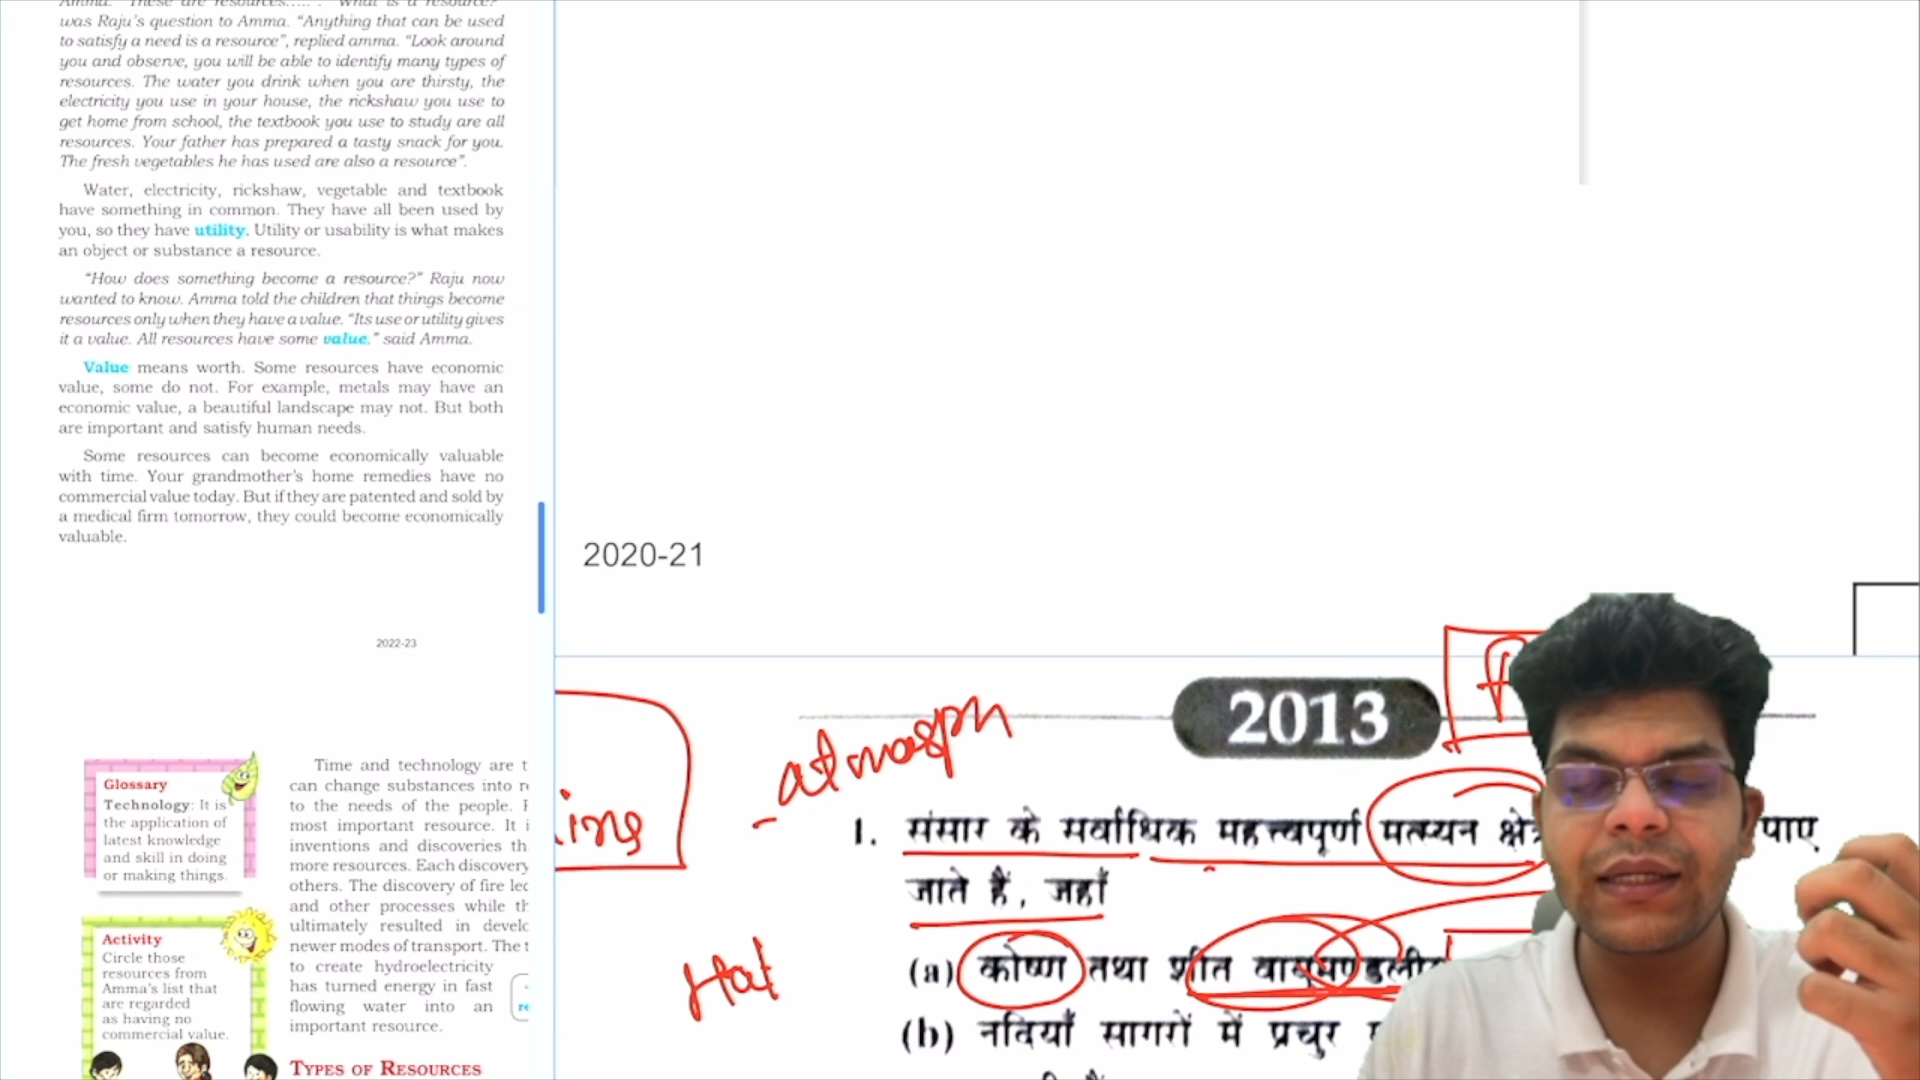 was Raju's question to Amma. “Anything that can be used
to satisfy a need is a resource”, replied amma. “Look around
you and observe, you will be able to identify many types of
resources. The water you drink when you are thirsty, the
electricity you use in your house, the rickshaw you use to
get home from school, the textbook you use to study are all
resources. Your father has prepared a tasty snack for you.
The fresh vegetables he has used are also a resource”.
Water, electricity, rickshaw, vegetable and textbook
have something in common. They have all been used by
you, so they have utility. Utility or usability is what makes
an object or substance a resource.
“How does something become a resource?” Raju now
wanted to know. Amma told the children that things become
resources only when they have a value. “Its use or utility gives
it a value. All resources have some value.” said Amma.
Value means worth. Some resources have economic
value, some do not. For example, metals may have an
economic value, a beautiful landscape may not. But both
are important and satisfy human needs.
Some resources can become economically valuable
with time. Your grandmother's home remedies have no
commercial value today. But if they are patented and sold by
a medical firm tomorrow, they could become economically
valuable.
2022-23
Glossary
Technology: It is
the application of
latest knowledge
and skill in doing
or making things.
Activity
Circle those
resources from
Amma's list that
are regarded
as having no
commercial value.
Time and technology are t
can change substances into r
to the needs of the people.
most important resource. It i
inventions and discoveries th
more resources. Each discovery
others. The discovery of fire led
and other processes while th
ultimately resulted in develo
newer modes of transport. The t
to create hydroelectricity
has turned energy in fast
flowing water into an
important resource.
TYPES OF RESOURCES
2020-21
2013
- atmosph
1. संसार के सर्वाधिक महत्त्वपूर्ण मत्स्यन क्षेत्र पाए
जाते हैं, जहाँ
(a) कोष्ण तथा शीत वायुमण्डलीय
(b) नदियाँ सागरों में प्रचुर